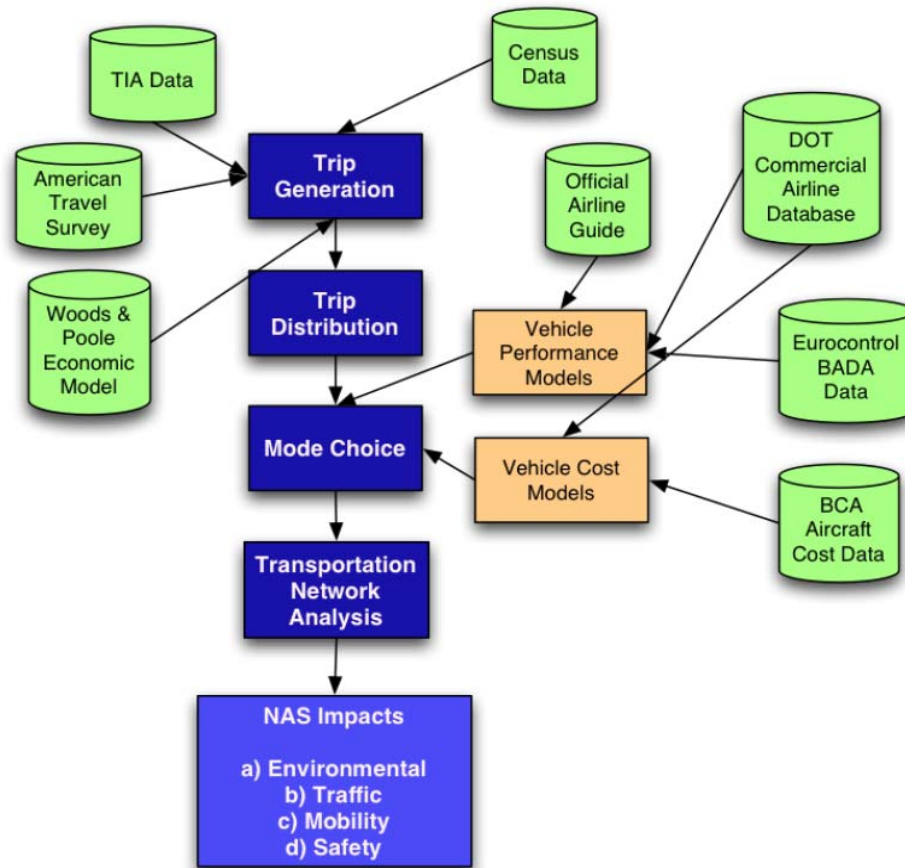 TIA Data
Census
Data
American
Travel
Survey
Trip
Generation
Official
Airline
Guide
DOT
Commercial
Airline
Database
Woods &
Poole
Economic
Model
Trip
Distribution
Vehicle
Performance
Models
Eurocontrol
BADA
Data
Mode Choice
Vehicle Cost
Models
BCA
Aircraft
Cost Data
Transportation
Network
Analysis
NAS Impacts
a) Environmental
b) Traffic
c) Mobility
d) Safety